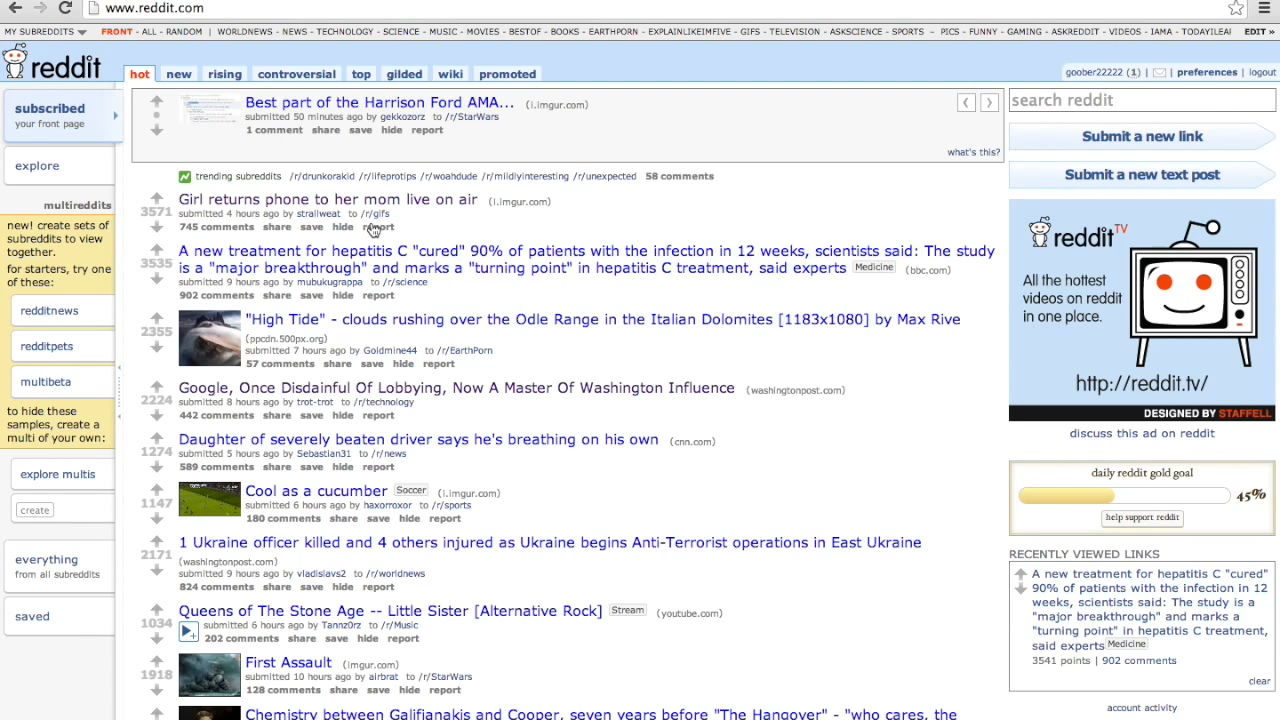 www.reddit.com
MY SUBREDDITS FRONT - ALL - RANDOM | WORLDNEWS - NEWS - TECHNOLOGY - SCIENCE - MUSIC - MOVIES - BESTOF - BOOKS - EARTHPORN - EXPLAINLIKEIMFIVE - GIFS - TELEVISION - ASKSCIENCE - SPORTS - PICS - FUNNY - GAMING - ASKREDDIT - VIDEOS - IAMA - TODAYILEA EDIT »
reddit hot new rising controversial top gilded wiki promoted
goober22222 (1) | | preferences | logout
subscribed
your front page
explore
multireddits
new! create sets
of subreddits to view
together.
for starters, try one
of these:
redditnews
redditpets
multibeta
to hide these
samples, create a
multi of your own:
explore multis
create
everything
from all subreddits
saved
Best part of the Harrison Ford AMA... (i.imgur.com)
submitted 50 minutes ago by gekkozorz to /r/StarWars
1 comment share save hide report
what's this?
trending subreddits /r/drunkorakid /r/lifeprotips /r/woahdude /r/mildlyinteresting /r/unexpected 58 comments
Girl returns phone to her mom live on air (i.imgur.com)
3571 submitted 4 hours ago by strallweat to /r/gifs
745 comments share save hide report
A new treatment for hepatitis C "cured" 90% of patients with the infection in 12 weeks, scientists said: The study
3535 is a "major breakthrough" and marks a "turning point" in hepatitis C treatment, said experts Medicine (bbc.com)
submitted 9 hours ago by mubukugrappa to /r/science
902 comments share save hide report
"High Tide" - clouds rushing over the Odle Range in the Italian Dolomites [1183x1080] by Max Rive
2355 (ppcdn.500px.org)
submitted 7 hours ago by Goldmine44 to /r/EarthPorn
57 comments share save hide report
Google, Once Disdainful Of Lobbying, Now A Master Of Washington Influence (washingtonpost.com)
2224 submitted 8 hours ago by trot-trot to /r/technology
442 comments share save hide report
Daughter of severely beaten driver says he's breathing on his own (cnn.com)
1274 submitted 5 hours ago by Sebastian31 to /r/news
589 comments share save hide report
Cool as a cucumber Soccer (i.imgur.com)
1147 submitted 6 hours ago by haxorroxor to /r/sports
180 comments share save hide report
1 Ukraine officer killed and 4 others injured as Ukraine begins Anti-Terrorist operations in East Ukraine
2171 (washingtonpost.com)
submitted 9 hours ago by vladislavs2 to /r/worldnews
824 comments share save hide report
Queens of The Stone Age -- Little Sister [Alternative Rock] Stream (youtube.com)
1034 submitted 6 hours ago by Tannz0rz to /r/Music
202 comments share save hide report
First Assault (imgur.com)
1918 submitted 10 hours ago by airbrat to /r/StarWars
128 comments share save hide report
Chemistry between Galifianakis and Cooper, seven years before "The Hangover" - "who cares, the
search reddit
Submit a new link
Submit a new text post
reddit TV
All the hottest
videos on reddit
in one place.
http://reddit.tv/
DESIGNED BY STAFFELL
discuss this ad on reddit
daily reddit gold goal
45%
help support reddit
RECENTLY VIEWED LINKS
A new treatment for hepatitis C "cured"
90% of patients with the infection in 12
weeks, scientists said: The study is a
"major breakthrough" and marks a
"turning point" in hepatitis C treatment,
said experts Medicine
3541 points | 902 comments
clear
account activity